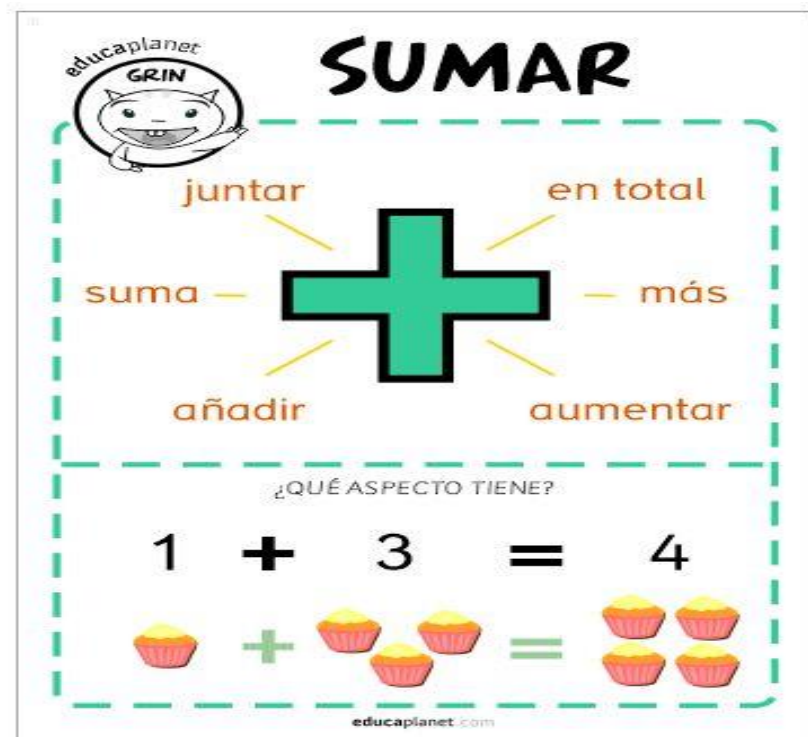 educaplanet
GRIN
SUMAR
juntar
en total
suma
más
añadir
aumentar
¿QUÉ ASPECTO TIENE?
1 + 3 = 4
+ =
educaplanet.com